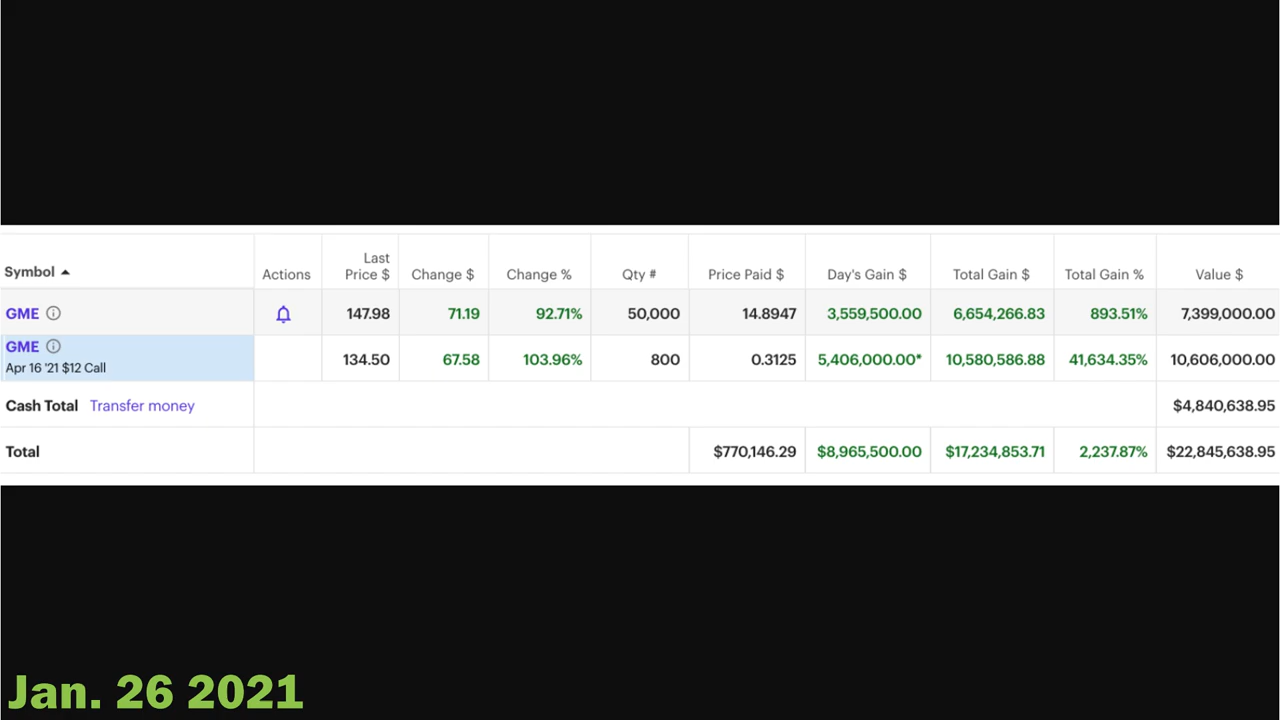 Symbol Actions Last Price $ Change $ Change % Qty # Price Paid $ Day's Gain $ Total Gain $ Total Gain % Value $
GME 147.98 71.19 92.71% 50,000 14.8947 3,559,500.00 6,654,266.83 893.51% 7,399,000.00
GME
Apr 16 '21 $12 Call 134.50 67.58 103.96% 800 0.3125 5,406,000.00* 10,580,586.88 41,634.35% 10,606,000.00
Cash Total Transfer money $4,840,638.95
Total $770,146.29 $8,965,500.00 $17,234,853.71 2,237.87% $22,845,638.95
Jan. 26 2021